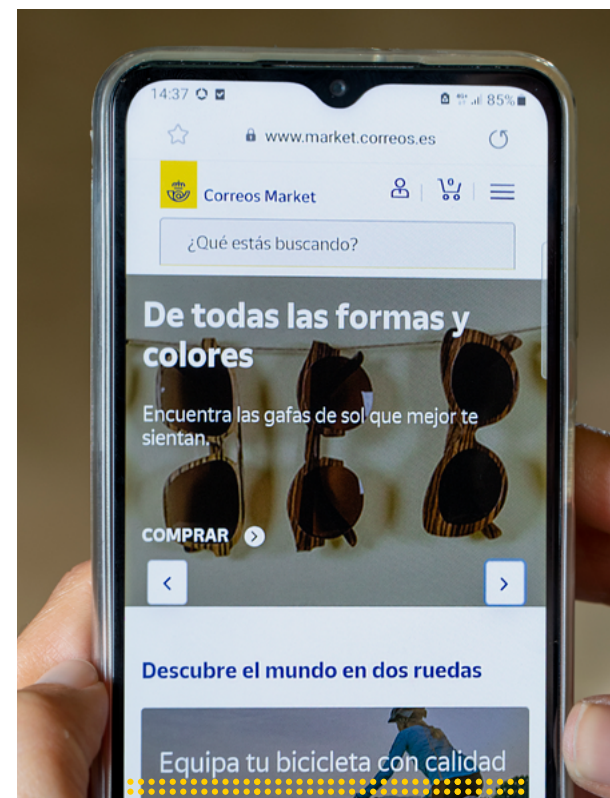 14:37
85%
www.market.correos.es
Correos Market
0
¿Qué estás buscando?
De todas las formas y
colores
Encuentra las gafas de sol que mejor te
sientan.
COMPRAR
Descubre el mundo en dos ruedas
Equipa tu bicicleta con calidad